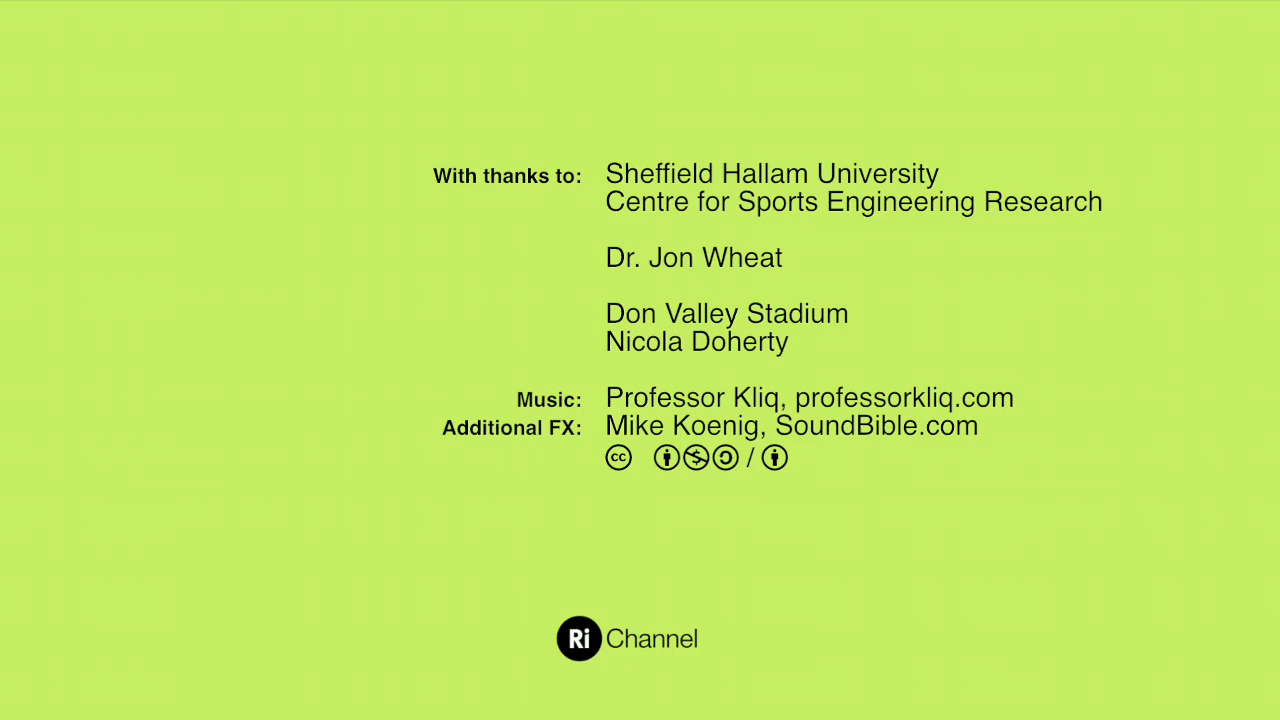 With thanks to: Sheffield Hallam University
Centre for Sports Engineering Research
Dr. Jon Wheat
Don Valley Stadium
Nicola Doherty
Music: Professor Kliq, professorkliq.com
Additional FX: Mike Koenig, SoundBible.com
cc $ /
Ri Channel